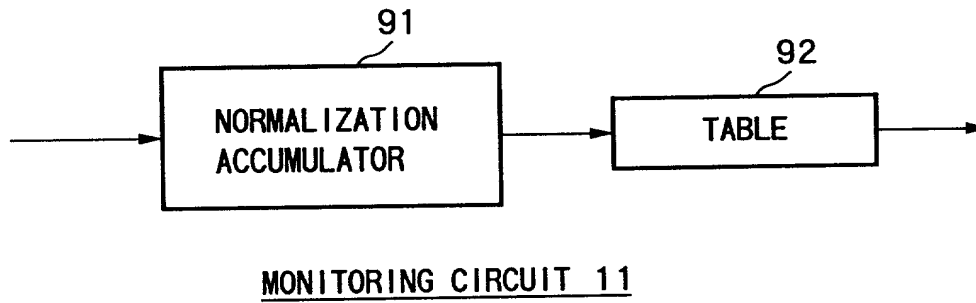 91
92
NORMALIZATION
ACCUMULATOR
TABLE
MONITORING CIRCUIT 11